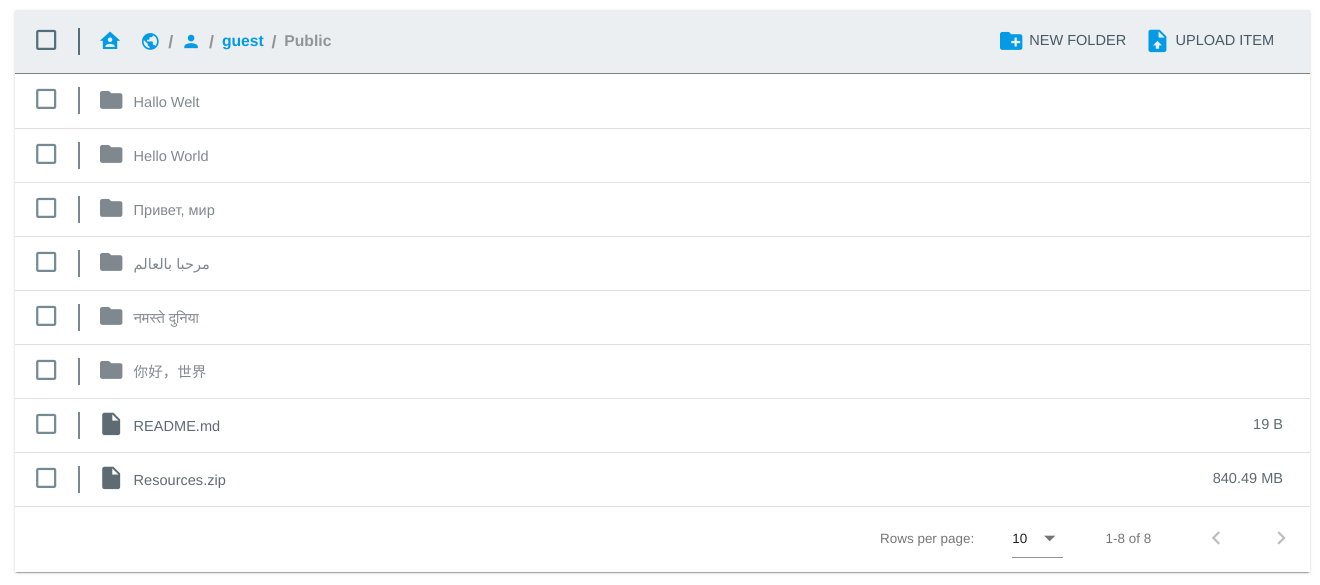 / / guest / Public NEW FOLDER UPLOAD ITEM
Hallo Welt
Hello World
Привет, мир
مرحبا بالعالم
नमस्ते दुनिया
你好，世界
README.md 19 B
Resources.zip 840.49 MB
Rows per page: 10 1-8 of 8